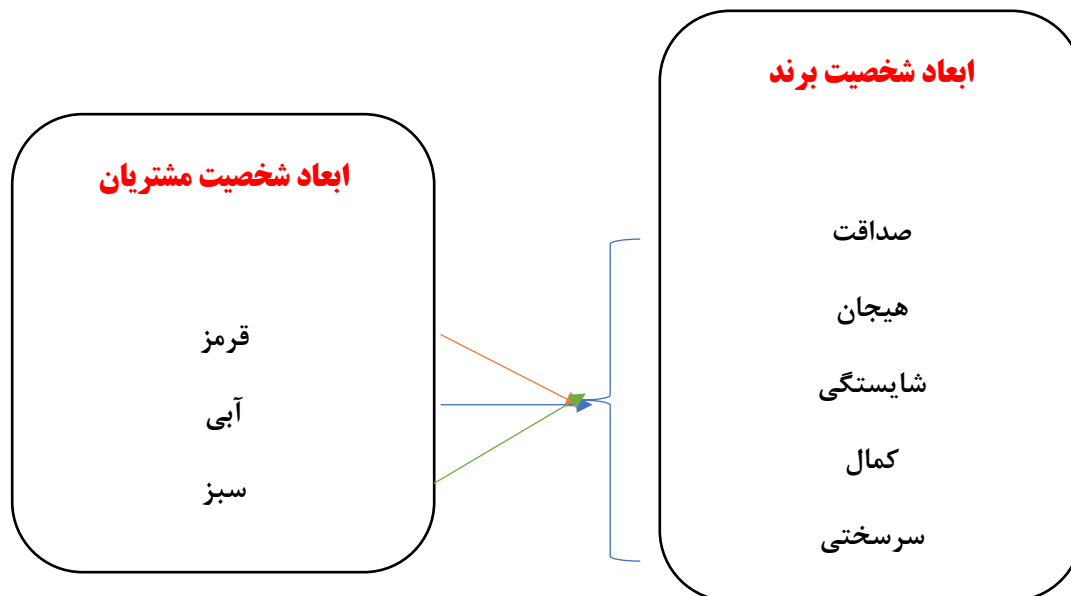 ابعاد شخصیت برند
صداقت
هیجان
شایستگی
کمال
سرسختی
ابعاد شخصیت مشتریان
قرمز
آبی
سبز